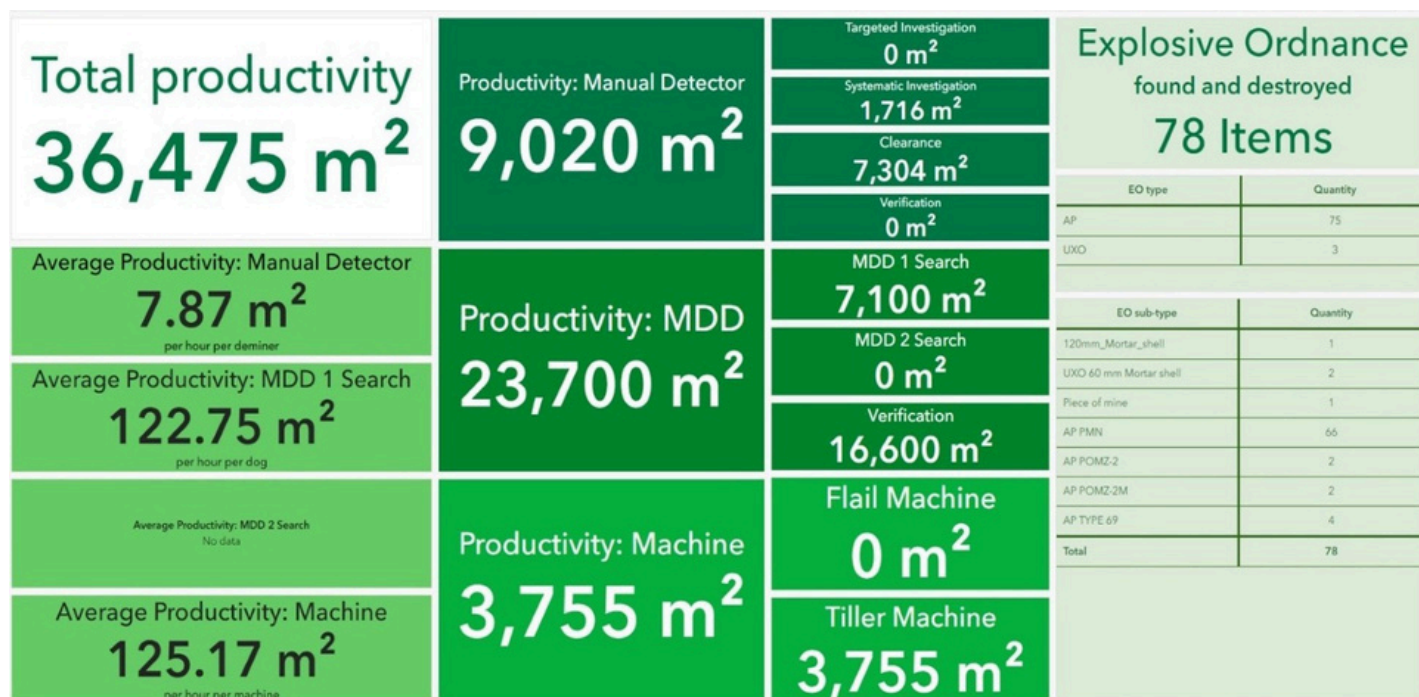 Total productivity
36,475 m²
Average Productivity: Manual Detector
7.87 m²
per hour per deminer
Average Productivity: MDD 1 Search
122.75 m²
per hour per dog
Average Productivity: MDD 2 Search
No data
Average Productivity: Machine
125.17 m²
per hour per machine
Productivity: Manual Detector
9,020 m²
Productivity: MDD
23,700 m²
Productivity: Machine
3,755 m²
Targeted Investigation
0 m²
Systematic Investigation
1,716 m²
Clearance
7,304 m²
Verification
0 m²
MDD 1 Search
7,100 m²
MDD 2 Search
0 m²
Verification
16,600 m²
Flail Machine
0 m²
Tiller Machine
3,755 m²
Explosive Ordnance
found and destroyed
78 Items
EO type Quantity
AP 75
UXO 3
EO sub-type Quantity
120mm_Mortar_shell 1
UXO 60 mm Mortar shell 2
Piece of mine 1
AP PMN 66
AP POMZ-2 2
AP POMZ-2M 2
AP TYPE 69 4
Total 78